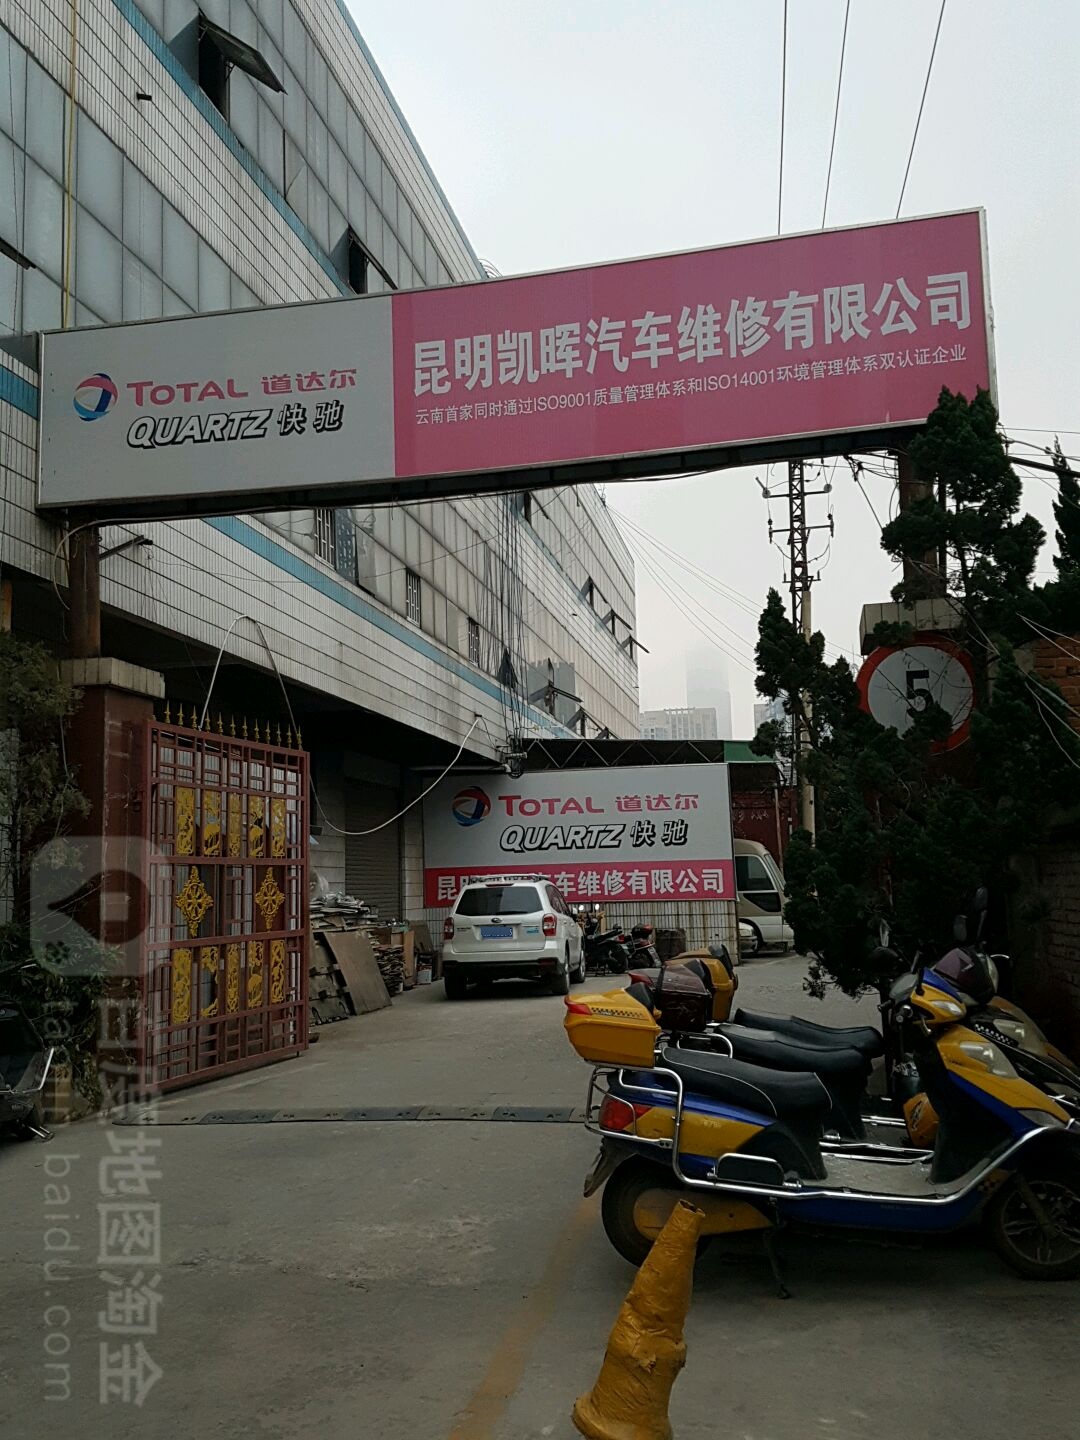 TOTAL 道达尔
QUARTZ 快驰
昆明凯晖汽车维修有限公司
云南首家同时通过ISO9001质量管理体系和ISO14001环境管理体系双认证企业
5
TOTAL 道达尔
QUARTZ 快驰
昆明 汽车维修有限公司
百度地图淘金
baidu.com